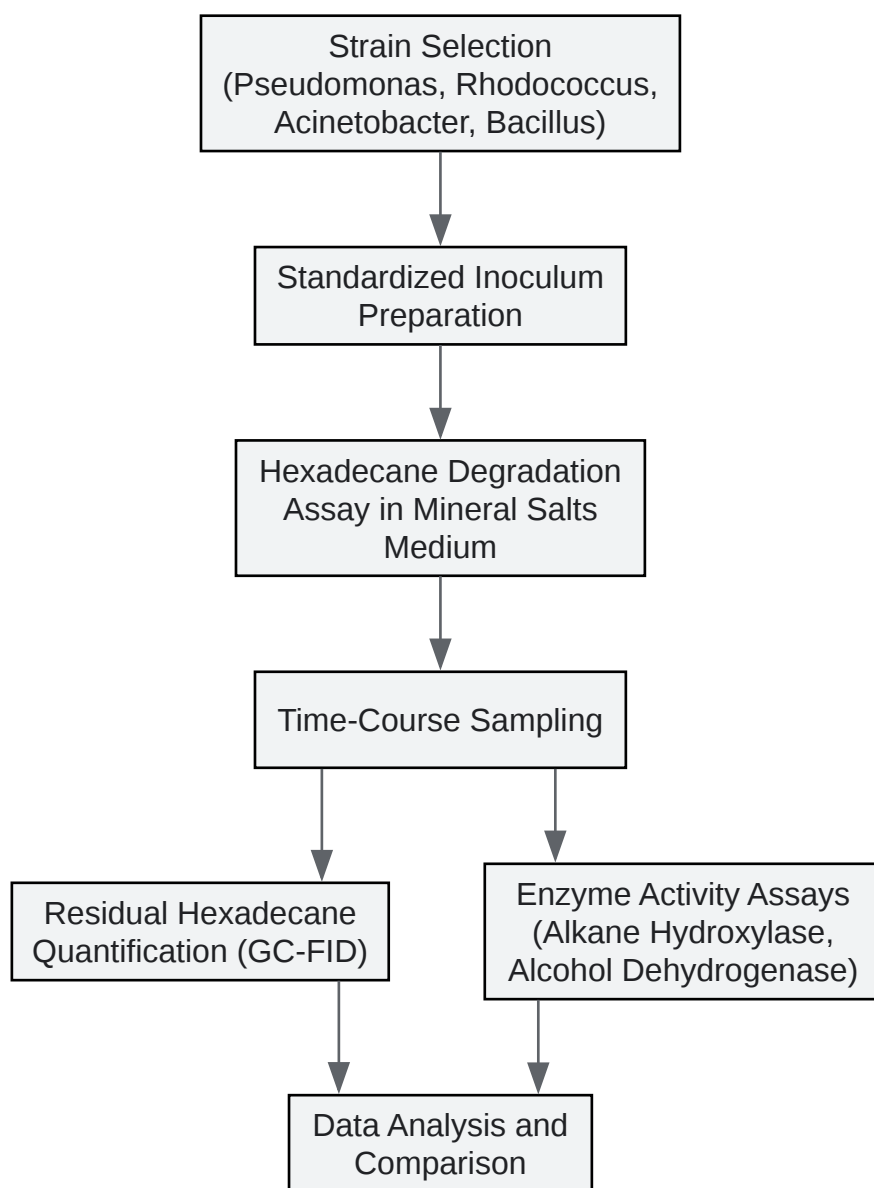 Strain Selection
(Pseudomonas, Rhodococcus,
Acinetobacter, Bacillus)
Standardized Inoculum
Preparation
Hexadecane Degradation
Assay in Mineral Salts
Medium
Time-Course Sampling
Residual Hexadecane
Quantification (GC-FID)
Enzyme Activity Assays
(Alkane Hydroxylase,
Alcohol Dehydrogenase)
Data Analysis and
Comparison